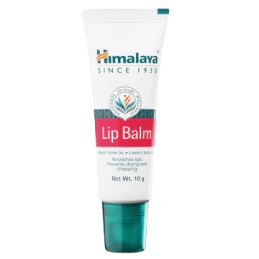 Himalaya
SINCE 1930
Lip Balm
Nourishes lips
Prevents drying and
chapping
Net Wt. 10 g